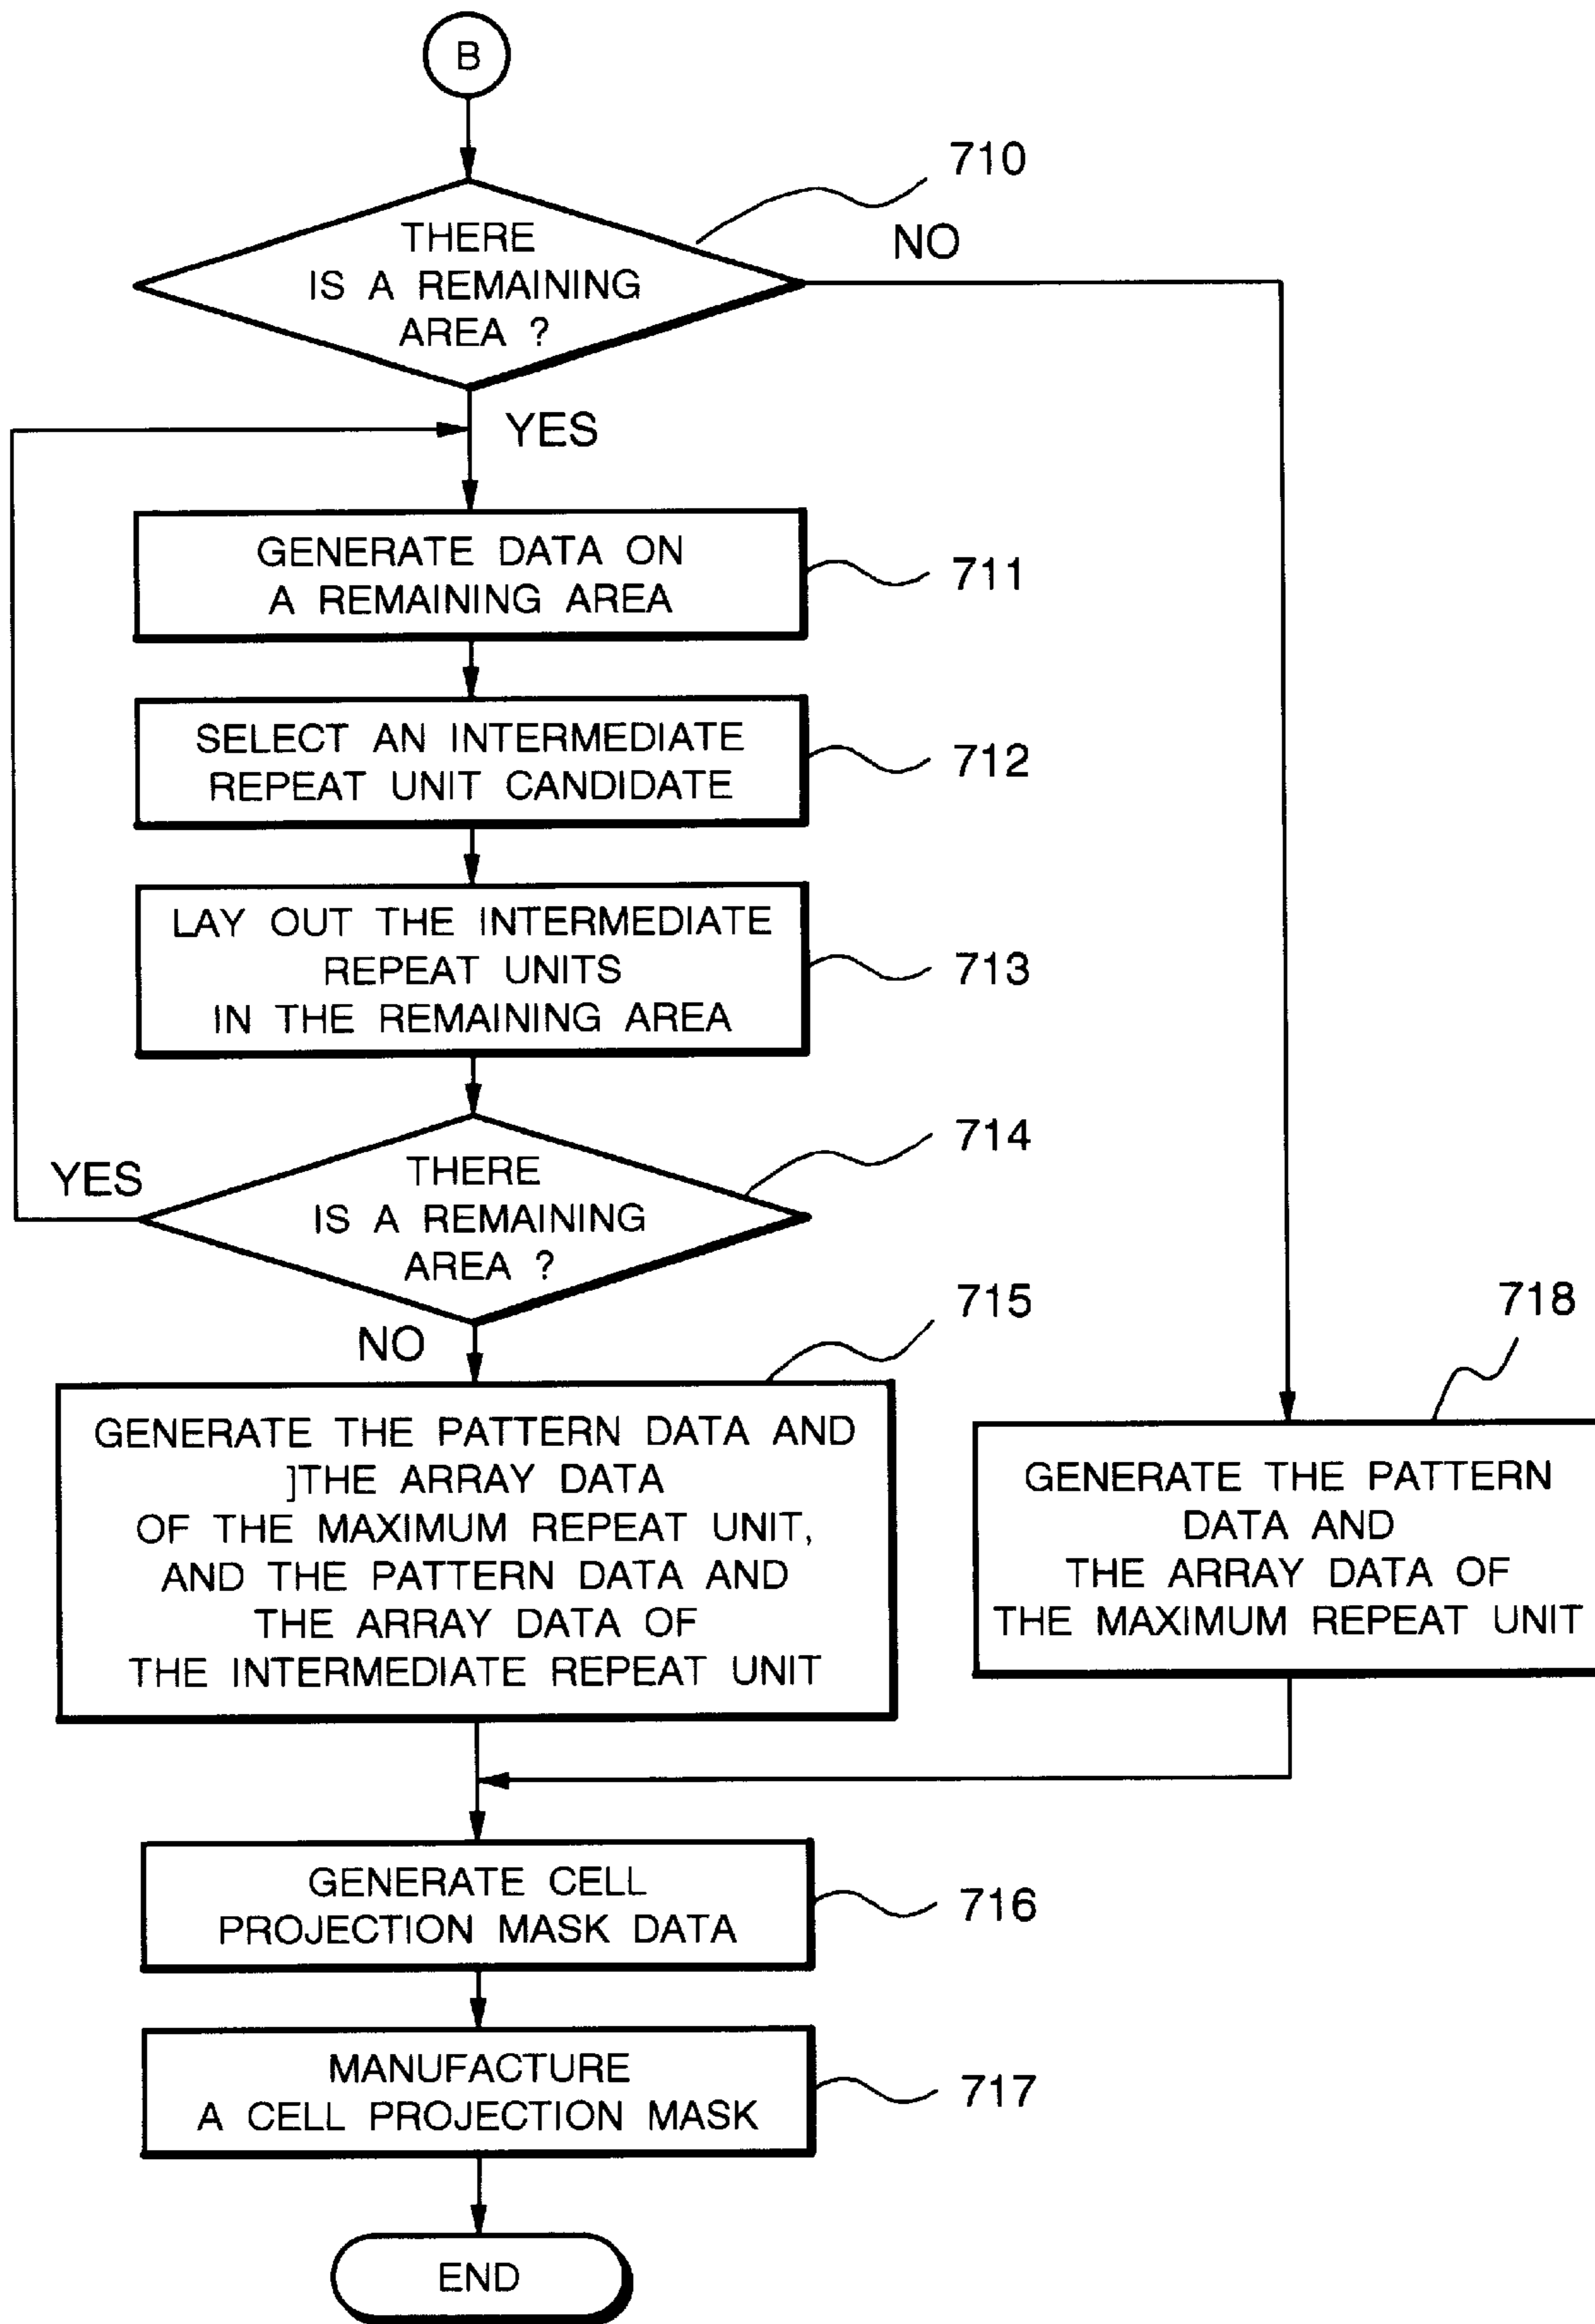 B
710
THERE
IS A REMAINING
AREA ?
NO
YES
GENERATE DATA ON
A REMAINING AREA
711
SELECT AN INTERMEDIATE
REPEAT UNIT CANDIDATE
712
LAY OUT THE INTERMEDIATE
REPEAT UNITS
IN THE REMAINING AREA
713
714
THERE
IS A REMAINING
AREA ?
YES
NO
715
GENERATE THE PATTERN DATA AND
]THE ARRAY DATA
OF THE MAXIMUM REPEAT UNIT,
AND THE PATTERN DATA AND
THE ARRAY DATA OF
THE INTERMEDIATE REPEAT UNIT
718
GENERATE THE PATTERN
DATA AND
THE ARRAY DATA OF
THE MAXIMUM REPEAT UNIT
GENERATE CELL
PROJECTION MASK DATA
716
MANUFACTURE
A CELL PROJECTION MASK
717
END